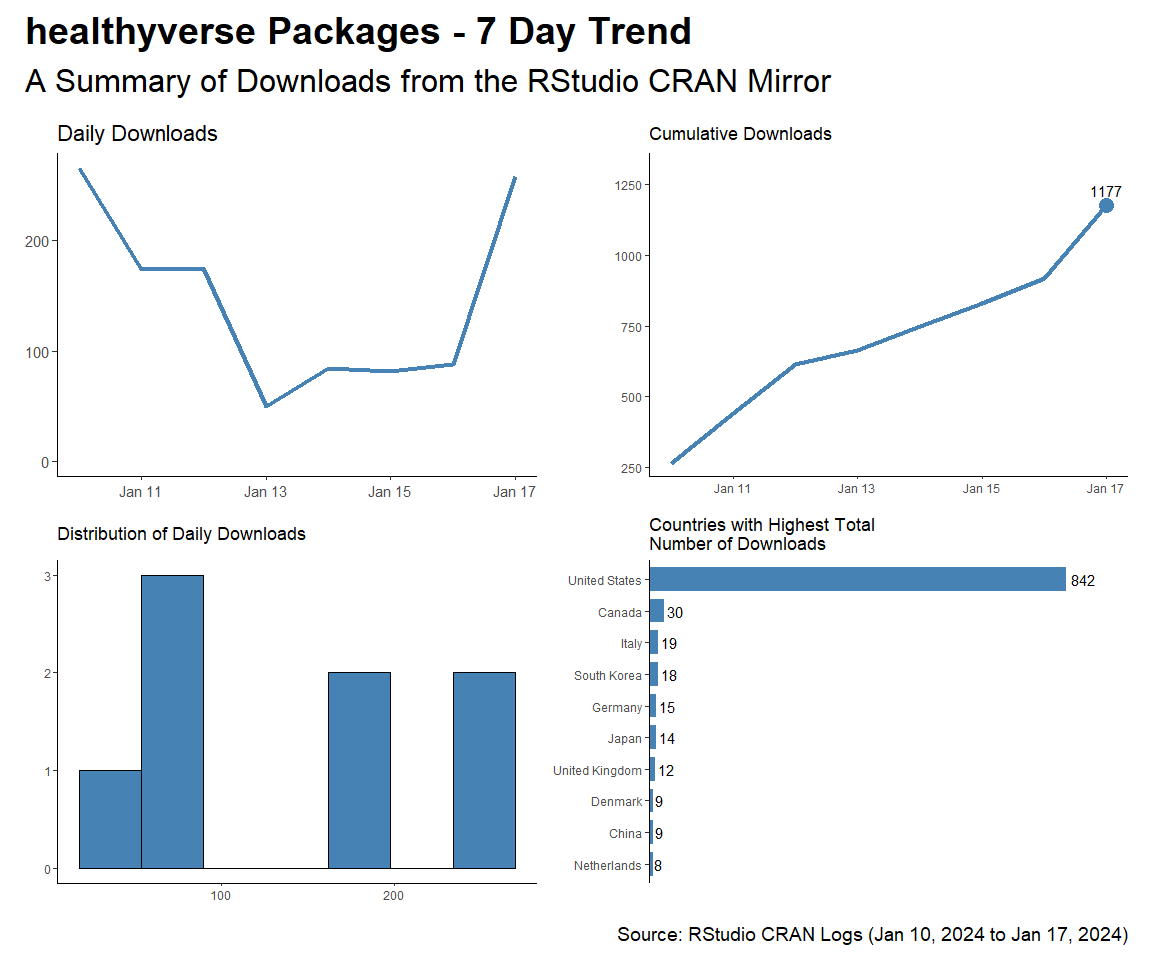 healthyverse Packages - 7 Day Trend
A Summary of Downloads from the RStudio CRAN Mirror
Daily Downloads
200
100
0
Jan 11
Jan 13
Jan 15
Jan 17
Cumulative Downloads
1250
1000
750
500
250
1177
Jan 11
Jan 13
Jan 15
Jan 17
Distribution of Daily Downloads
3
2
1
0
100
200
Countries with Highest Total
Number of Downloads
United States 842
Canada 30
Italy 19
South Korea 18
Germany 15
Japan 14
United Kingdom 12
Denmark 9
China 9
Netherlands 8
Source: RStudio CRAN Logs (Jan 10, 2024 to Jan 17, 2024)